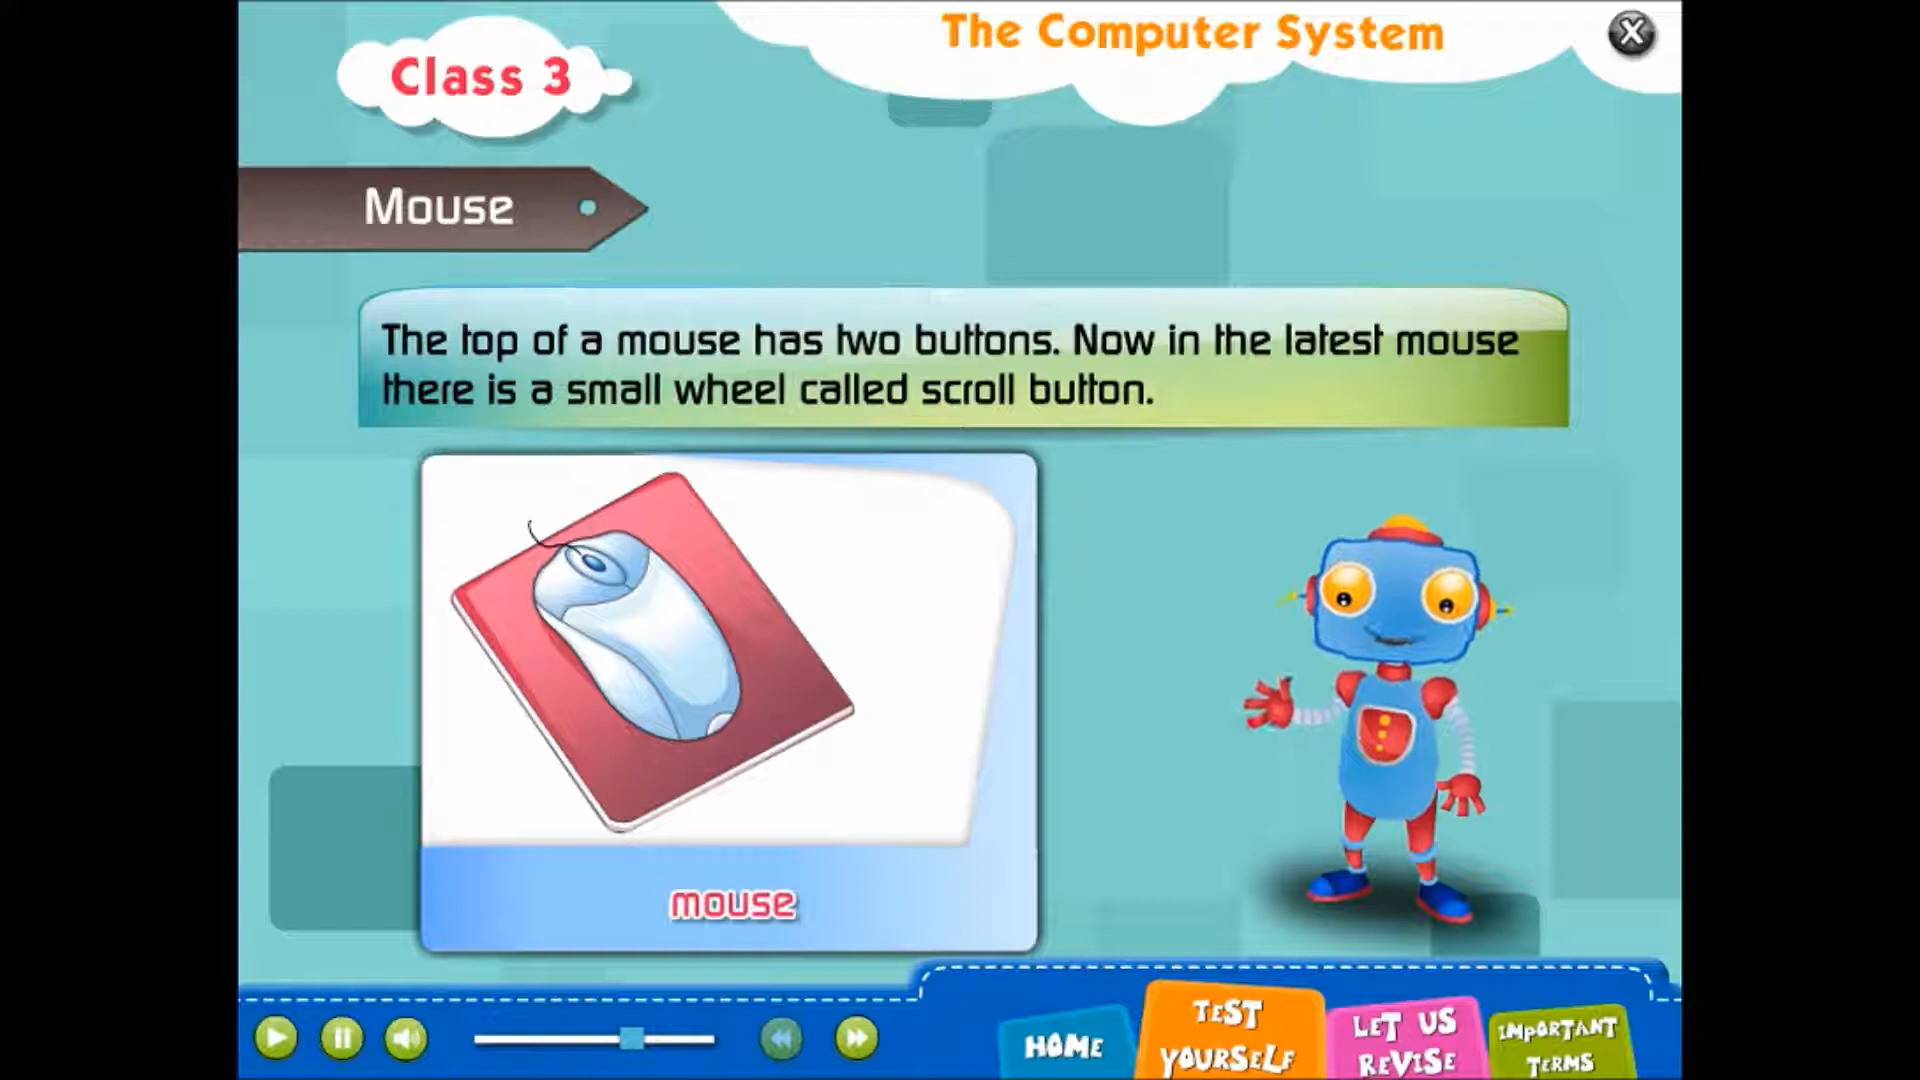 The Computer System
Class 3
Mouse
The top of a mouse has two buttons. Now in the latest mouse
there is a small wheel called scroll button.
mouse
HOME
TEST
YOURSELF
LET US
REVISE
IMPORTANT
TERMS